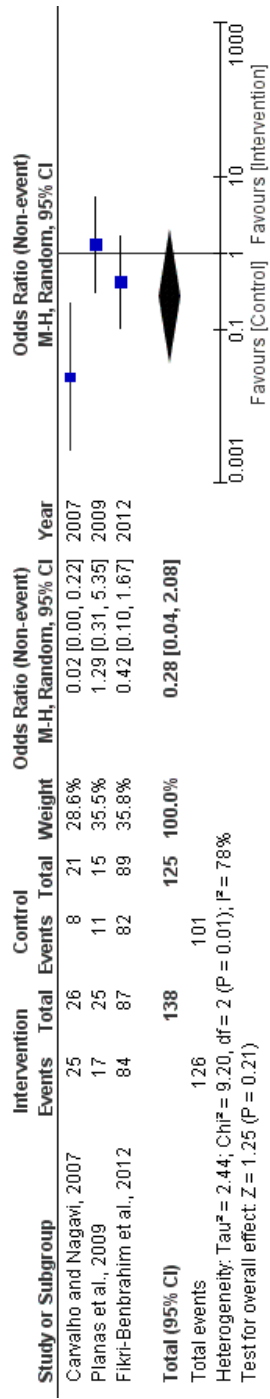 Intervention Control Odds Ratio (Non-event) Odds Ratio (Non-event)
Study or Subgroup Events Total Events Total Weight M-H, Random, 95% CI Year M-H, Random, 95% CI
Carvalho and Nagavi, 2007 25 26 8 21 28.6% 0.02 [0.00, 0.22] 2007
Planas et al., 2009 17 25 11 15 35.5% 1.29 [0.31, 5.35] 2009
Fikri-Benbrahim et al., 2012 84 87 82 89 35.8% 0.42 [0.10, 1.67] 2012
Total (95% CI) 138 125 100.0% 0.28 [0.04, 2.08]
Total events 126 101
Heterogeneity: Tau² = 2.44; Chi² = 9.20, df = 2 (P = 0.01); I² = 78%
Test for overall effect: Z = 1.25 (P = 0.21)
0.001 0.1 1 10 1000
Favours [Control] Favours [Intervention]